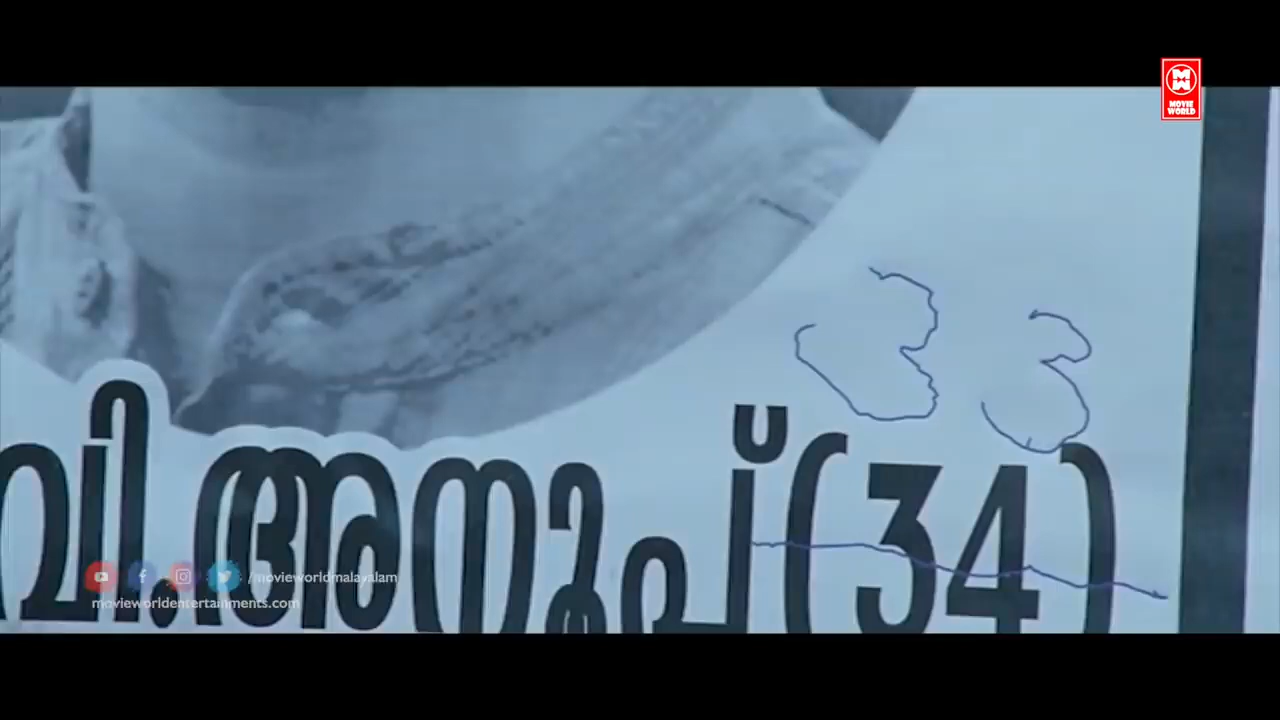 MOVIE
WORLD
33
വി.അനൂപ് (34)
/movieworldmalayalam
movieworldentertainments.com